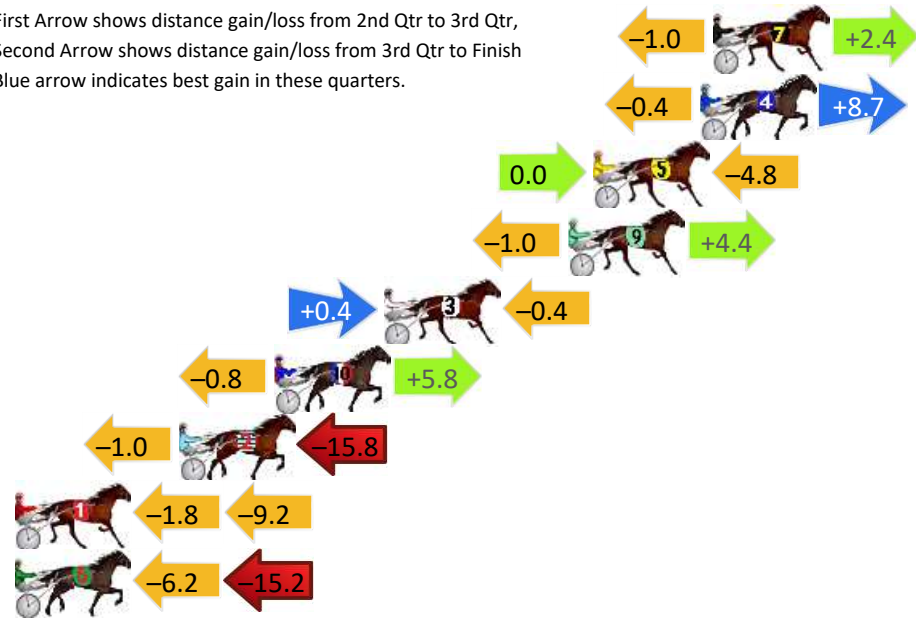 First Arrow shows distance gain/loss from 2nd Qtr to 3rd Qtr,
Second Arrow shows distance gain/loss from 3rd Qtr to Finish
Blue arrow indicates best gain in these quarters.
–1.0 7 +2.4
–0.4 4 +8.7
0.0 5 –4.8
–1.0 9 +4.4
+0.4 3 –0.4
–0.8 10 +5.8
–1.0 –15.8
1 –1.8 –9.2
6 –6.2 –15.2